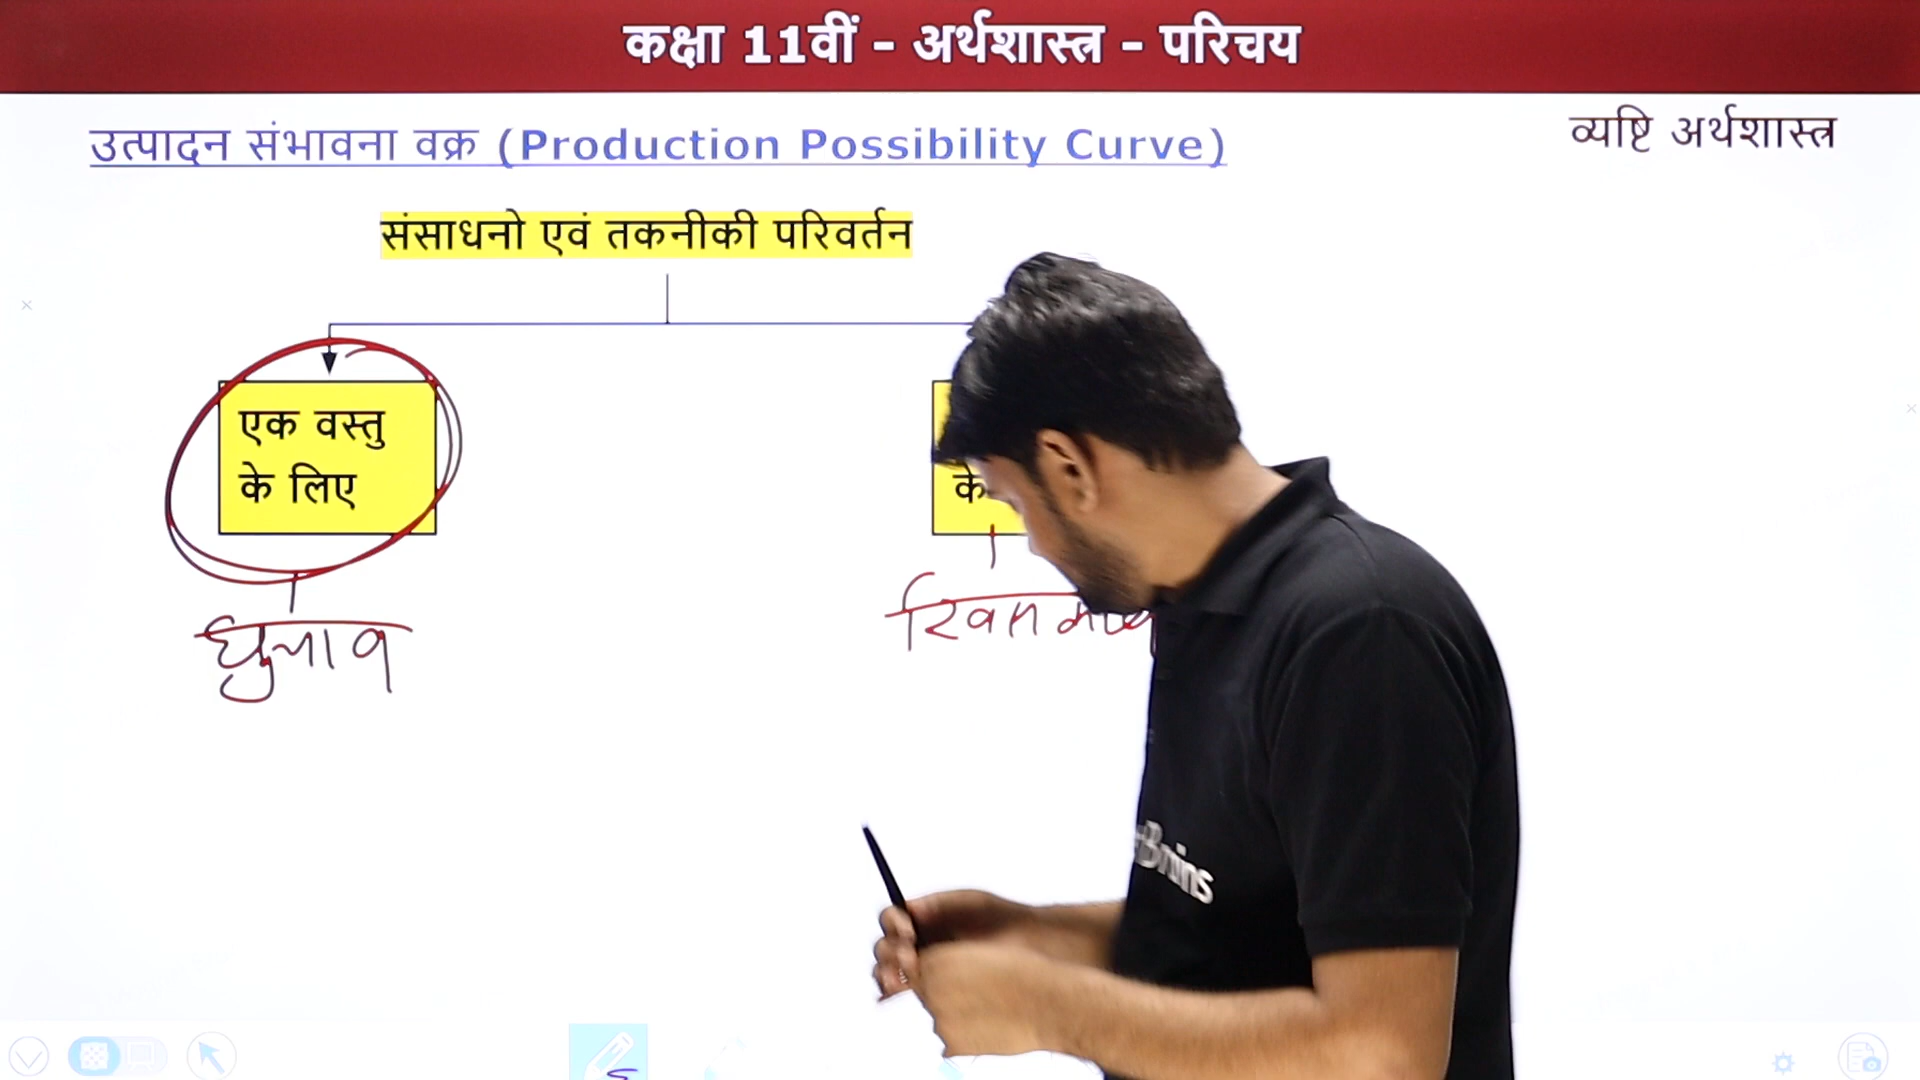 कक्षा 11वीं - अर्थशास्त्र - परिचय
उत्पादन संभावना वक्र (Production Possibility Curve)
व्यष्टि अर्थशास्त्र
संसाधनो एवं तकनीकी परिवर्तन
एक वस्तु
के लिए
के
घुनाव
Brains